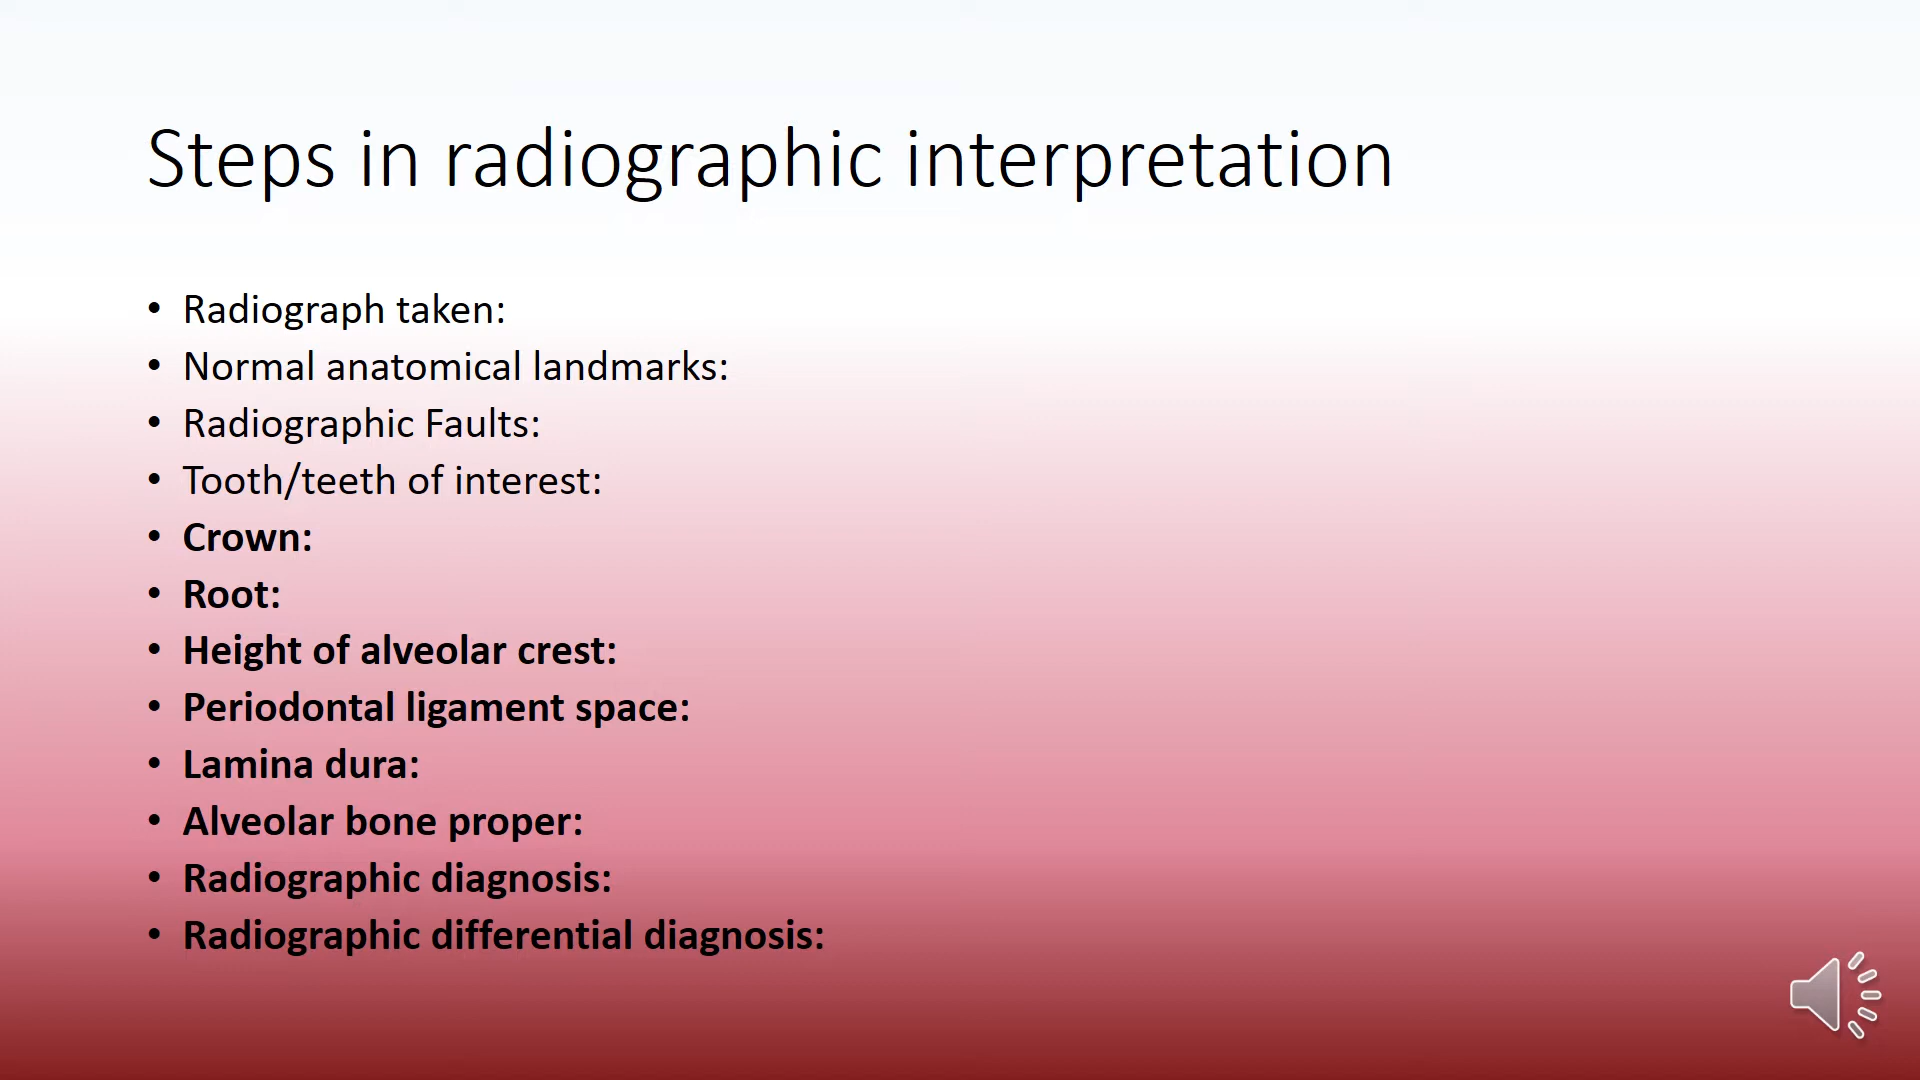 Steps in radiographic interpretation
• Radiograph taken:
• Normal anatomical landmarks:
• Radiographic Faults:
• Tooth/teeth of interest:
• Crown:
• Root:
• Height of alveolar crest:
• Periodontal ligament space:
• Lamina dura:
• Alveolar bone proper:
• Radiographic diagnosis:
• Radiographic differential diagnosis: